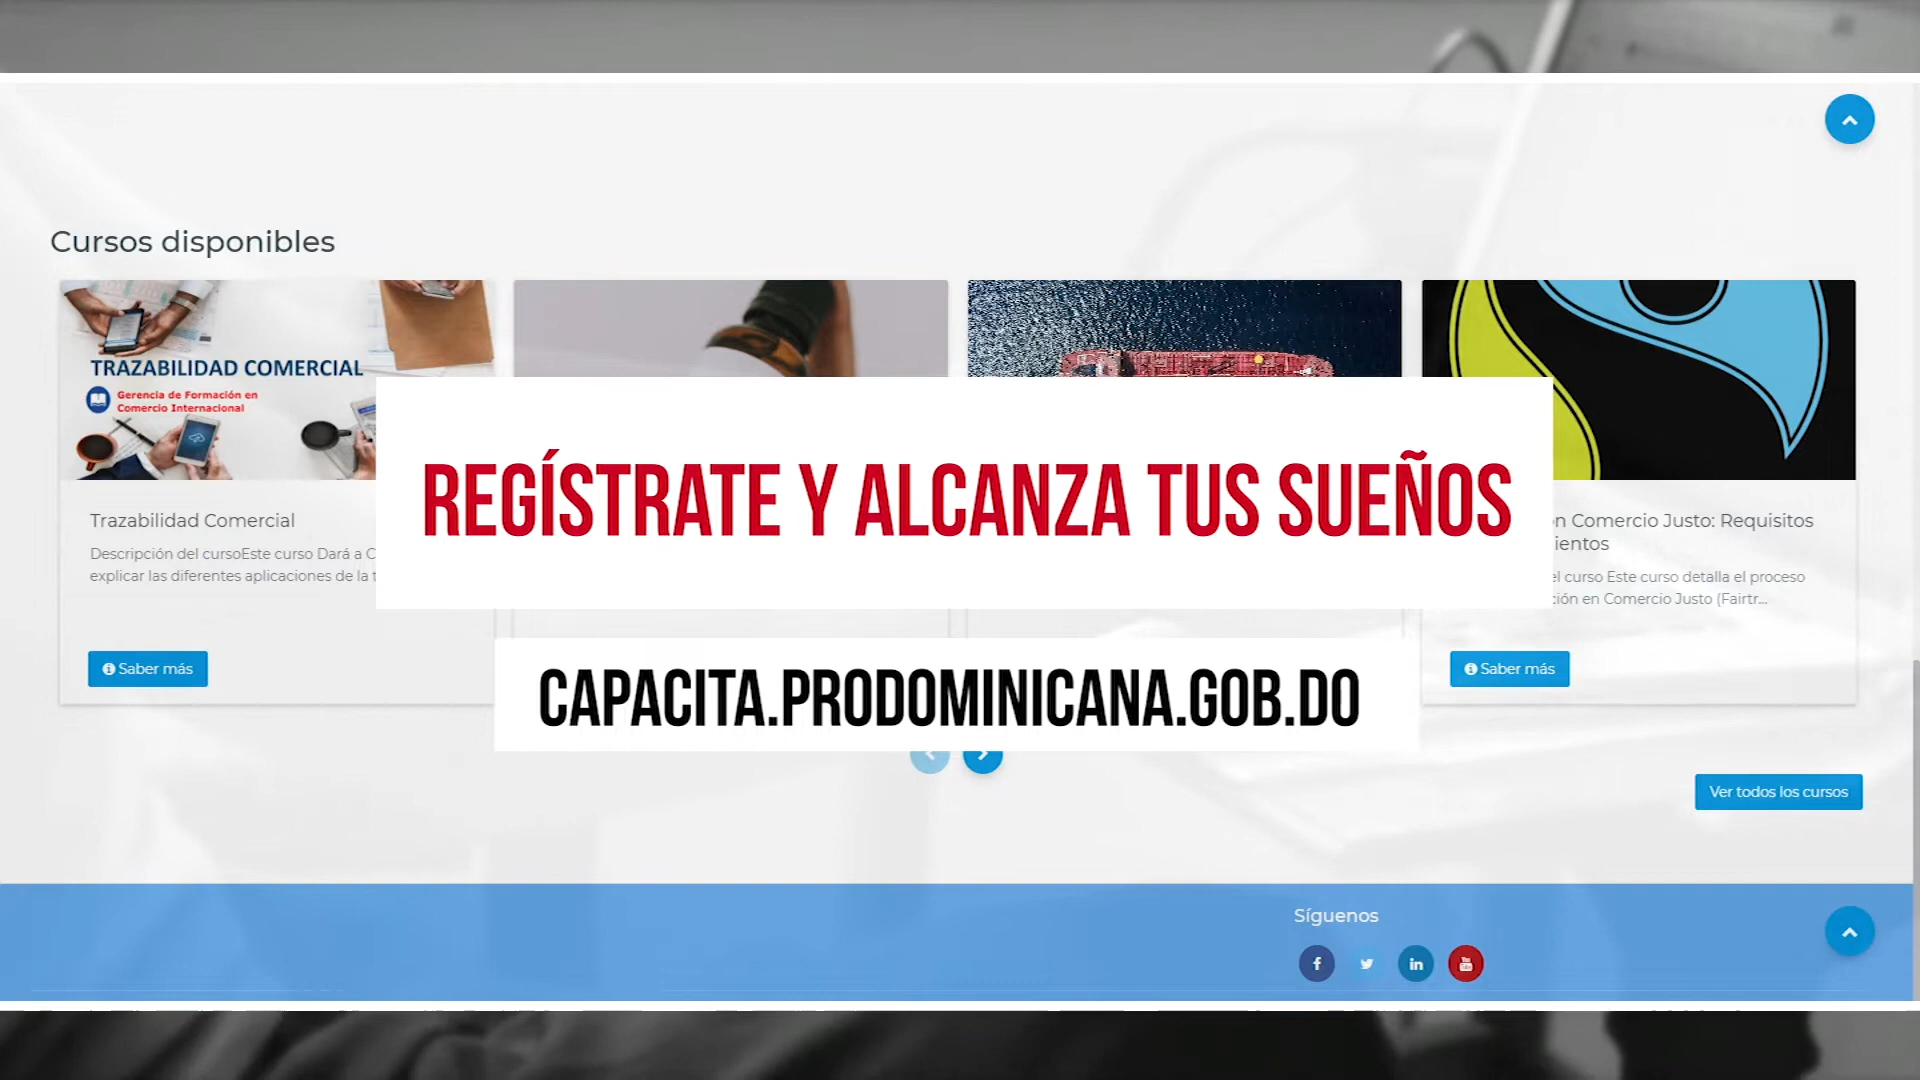 Cursos disponibles
TRAZABILIDAD COMERCIAL
Gerencia de Formación en
Comercio Internacional
REGÍSTRATE Y ALCANZA TUS SUEÑOS
Trazabilidad Comercial
Descripción del cursoEste curso Dará a C
explicar las diferentes aplicaciones de la t
n Comercio Justo: Requisitos
ientos
el curso Este curso detalla el proceso
ción en Comercio Justo (Fairtr...
Saber más
Saber más
CAPACITA.PRODOMINICANA.GOB.DO
Ver todos los cursos
Síguenos